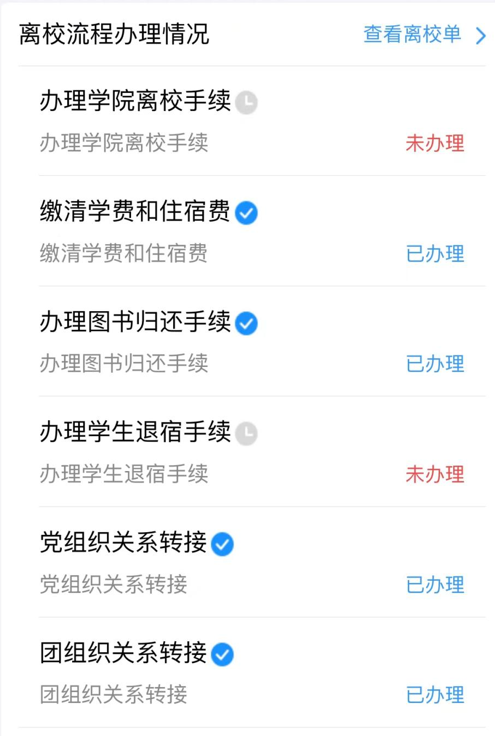 离校流程办理情况 查看离校单
办理学院离校手续
办理学院离校手续 未办理
缴清学费和住宿费
缴清学费和住宿费 已办理
办理图书归还手续
办理图书归还手续 已办理
办理学生退宿手续
办理学生退宿手续 未办理
党组织关系转接
党组织关系转接 已办理
团组织关系转接
团组织关系转接 已办理